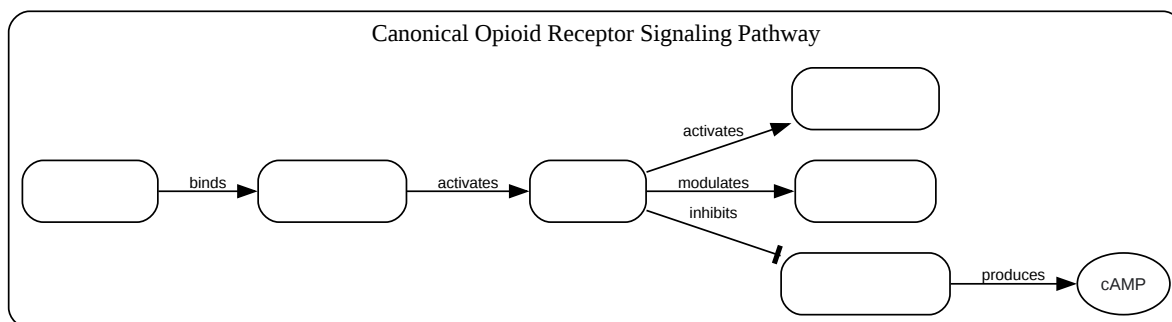 Canonical Opioid Receptor Signaling Pathway
activates
binds
activates
modulates
inhibits
produces
cAMP